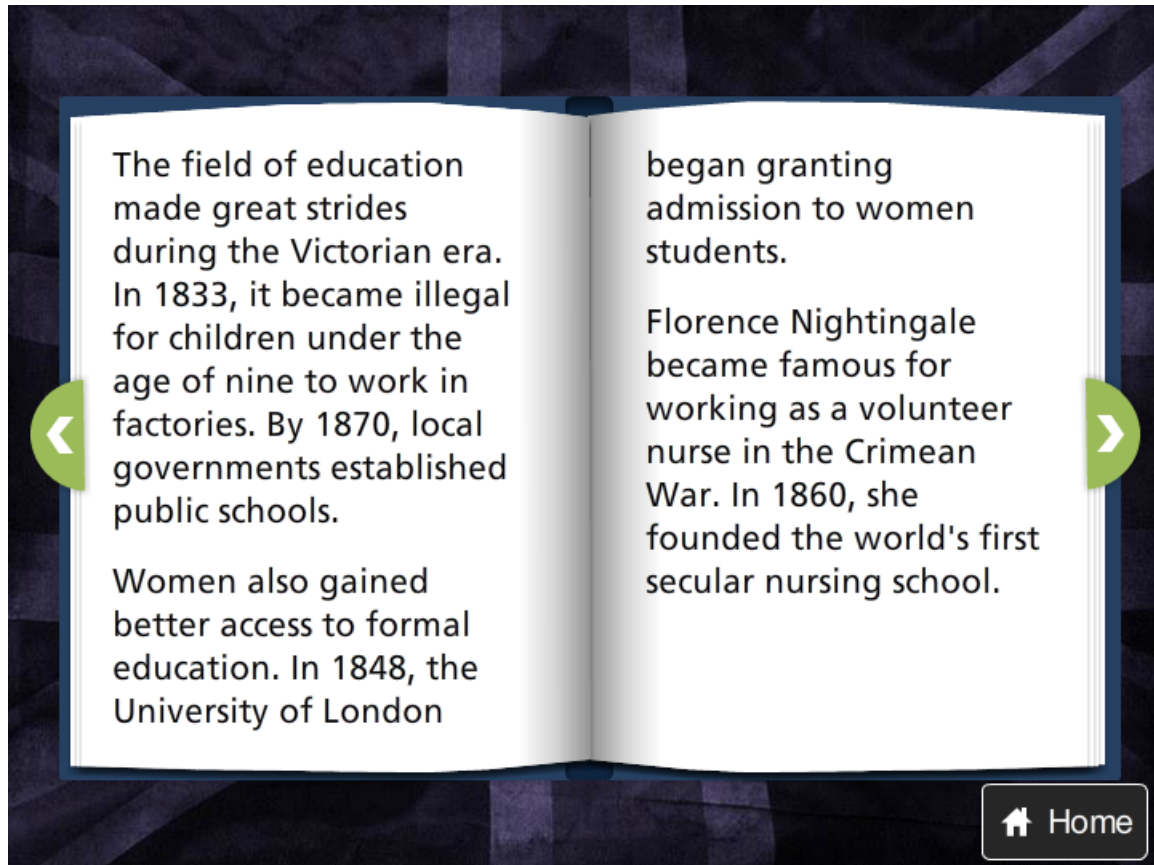 The field of education
made great strides
during the Victorian era.
In 1833, it became illegal
for children under the
age of nine to work in
factories. By 1870, local
governments established
public schools.
Women also gained
better access to formal
education. In 1848, the
University of London
began granting
admission to women
students.
Florence Nightingale
became famous for
working as a volunteer
nurse in the Crimean
War. In 1860, she
founded the world's first
secular nursing school.
Home